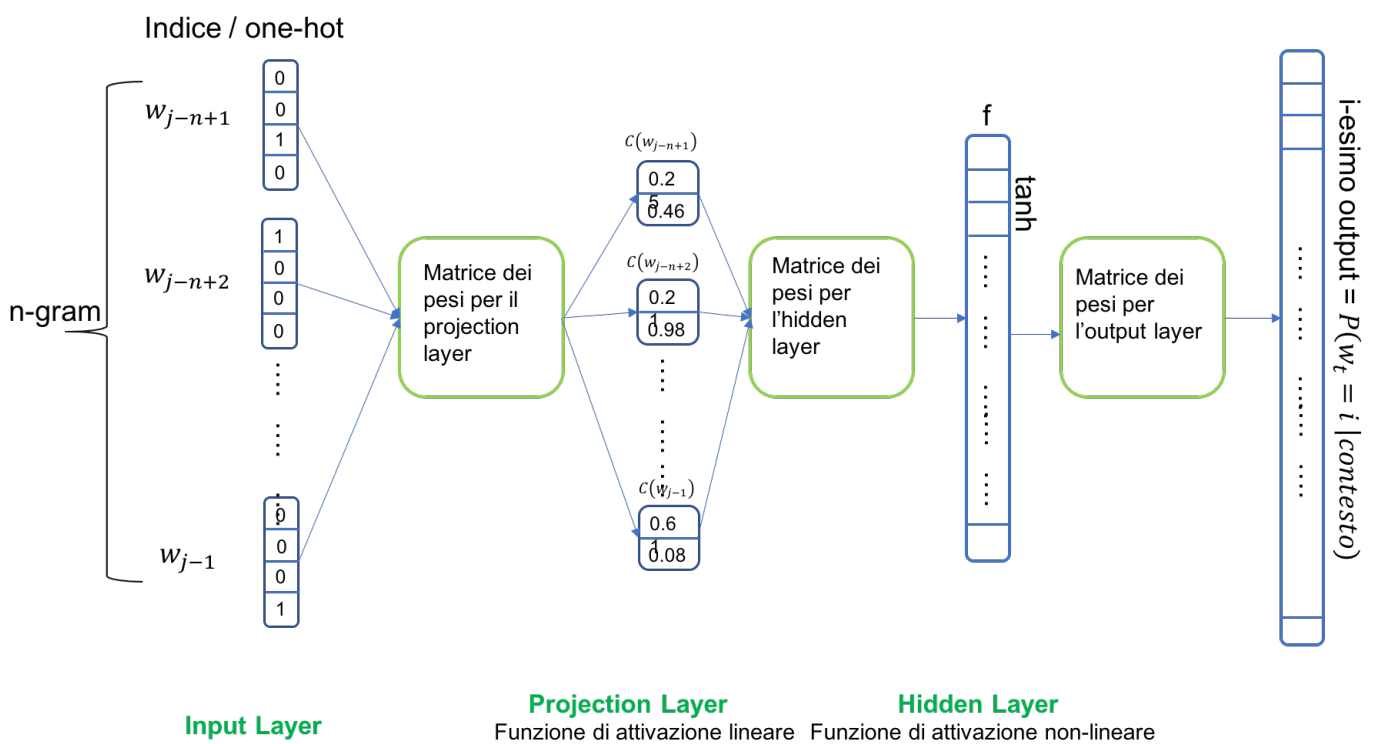 Indice / one-hot
n-gram
w_{j-n+1}
0
0
1
0
w_{j-n+2}
1
0
0
0
w_{j-1}
0
0
0
1
Matrice dei
pesi per il
projection
layer
C(w_{j-n+1})
0.25
0.46
C(w_{j-n+2})
0.21
0.98
C(w_{j-1})
0.61
0.08
Matrice dei
pesi per
l'hidden
layer
f
tanh
Matrice dei
pesi per
l'output layer
i-esimo output = P(w_t = i |contesto)
Input Layer
Projection Layer
Funzione di attivazione lineare
Hidden Layer
Funzione di attivazione non-lineare